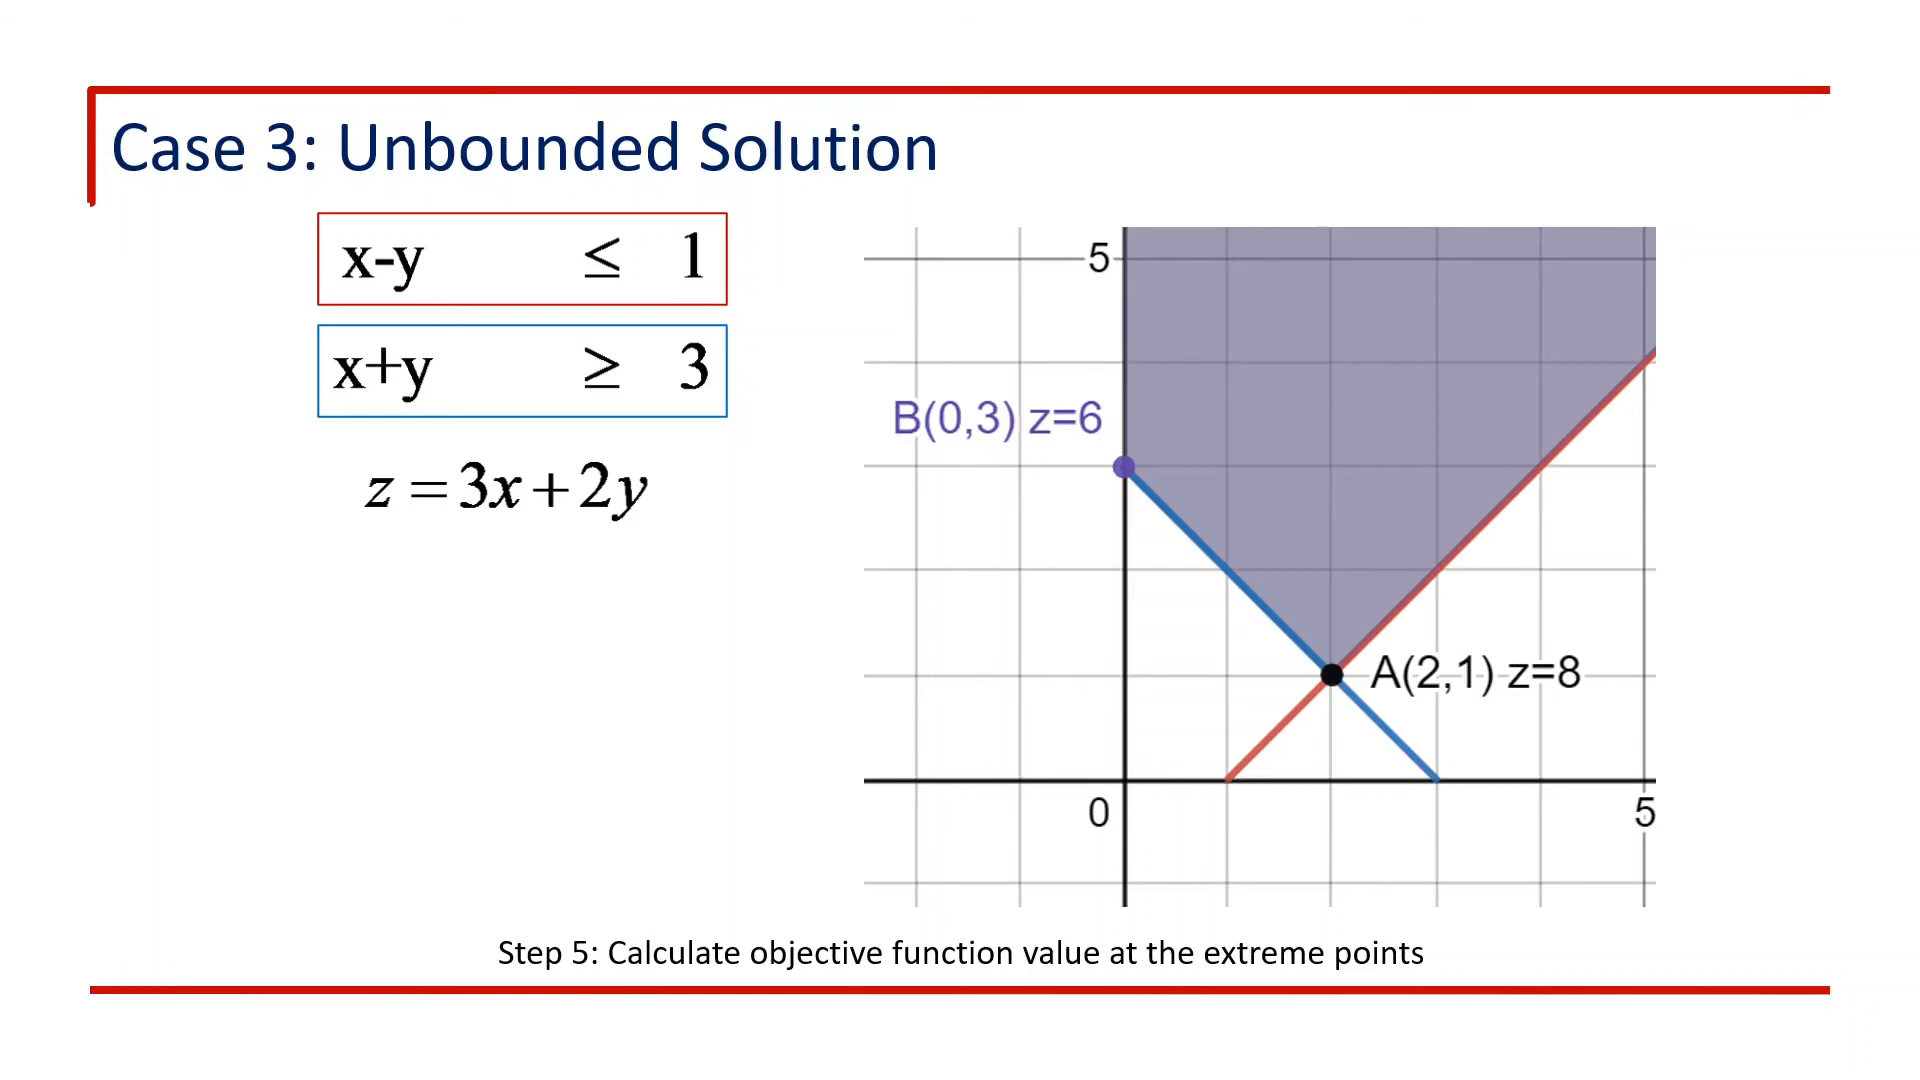 Case 3: Unbounded Solution
x-y ≤ 1
x+y ≥ 3
z = 3x + 2y
5
B(0,3) z=6
A(2,1) z=8
0
5
Step 5: Calculate objective function value at the extreme points